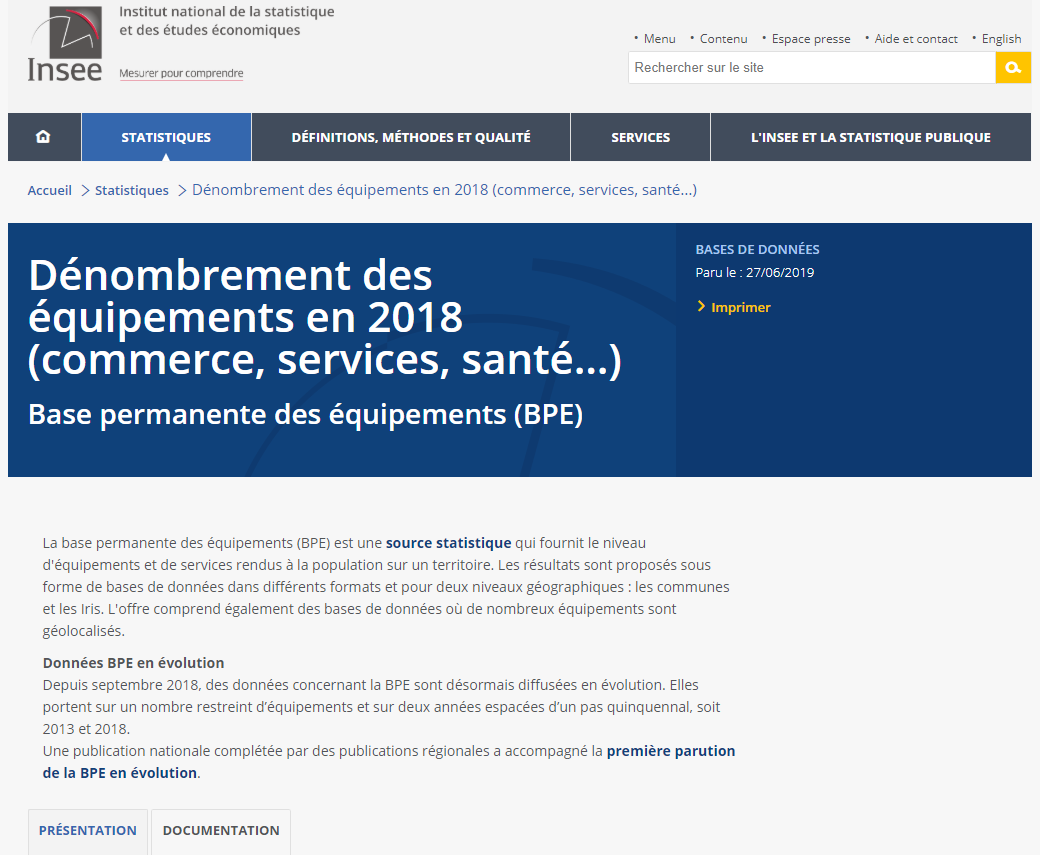 Institut national de la statistique
et des études économiques
Insee
Mesurer pour comprendre
• Menu • Contenu • Espace presse • Aide et contact • English
Rechercher sur le site
STATISTIQUES DÉFINITIONS, MÉTHODES ET QUALITÉ SERVICES L'INSEE ET LA STATISTIQUE PUBLIQUE
Accueil > Statistiques > Dénombrement des équipements en 2018 (commerce, services, santé...)
Dénombrement des
équipements en 2018
(commerce, services, santé...)
Base permanente des équipements (BPE)
BASES DE DONNÉES
Paru le : 27/06/2019
> Imprimer
La base permanente des équipements (BPE) est une source statistique qui fournit le niveau
d'équipements et de services rendus à la population sur un territoire. Les résultats sont proposés sous
forme de bases de données dans différents formats et pour deux niveaux géographiques : les communes
et les Iris. L'offre comprend également des bases de données où de nombreux équipements sont
géolocalisés.
Données BPE en évolution
Depuis septembre 2018, des données concernant la BPE sont désormais diffusées en évolution. Elles
portent sur un nombre restreint d’équipements et sur deux années espacées d’un pas quinquennal, soit
2013 et 2018.
Une publication nationale complétée par des publications régionales a accompagné la première parution
de la BPE en évolution.
PRÉSENTATION DOCUMENTATION